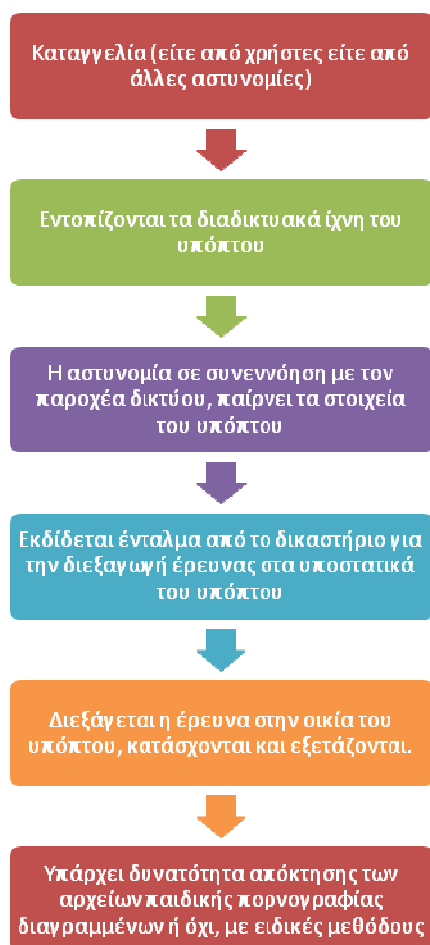 Καταγγελία (είτε από χρήστες είτε από
άλλες αστυνομίες)
Εντοπίζονται τα διαδικτυακά ίχνη του
υπόπτου
Η αστυνομία σε συνεννόηση με τον
παροχέα δικτύου, παίρνει τα στοιχεία
του υπόπτου
Εκδίδεται ένταλμα από το δικαστήριο για
την διεξαγωγή έρευνας στα υποστατικά
του υπόπτου
Διεξάγεται η έρευνα στην οικία του
υπόπτου, κατάσχονται και εξετάζονται.
Υπάρχει δυνατότητα απόκτησης των
αρχείων παιδικής πορνογραφίας
διαγραμμένων ή όχι, με ειδικές μεθόδους